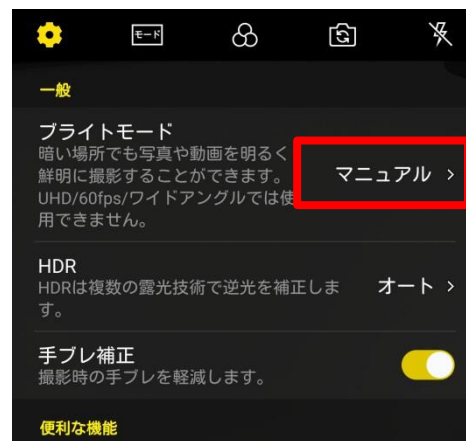 モード
一般
ブライトモード
暗い場所でも写真や動画を明るく
鮮明に撮影することができます。
UHD/60fps/ワイドアングルでは使
用できません。
マニュアル >
HDR
HDRは複数の露光技術で逆光を補正しま
す。
オート >
手ブレ補正
撮影時の手ブレを軽減します。
便利な機能